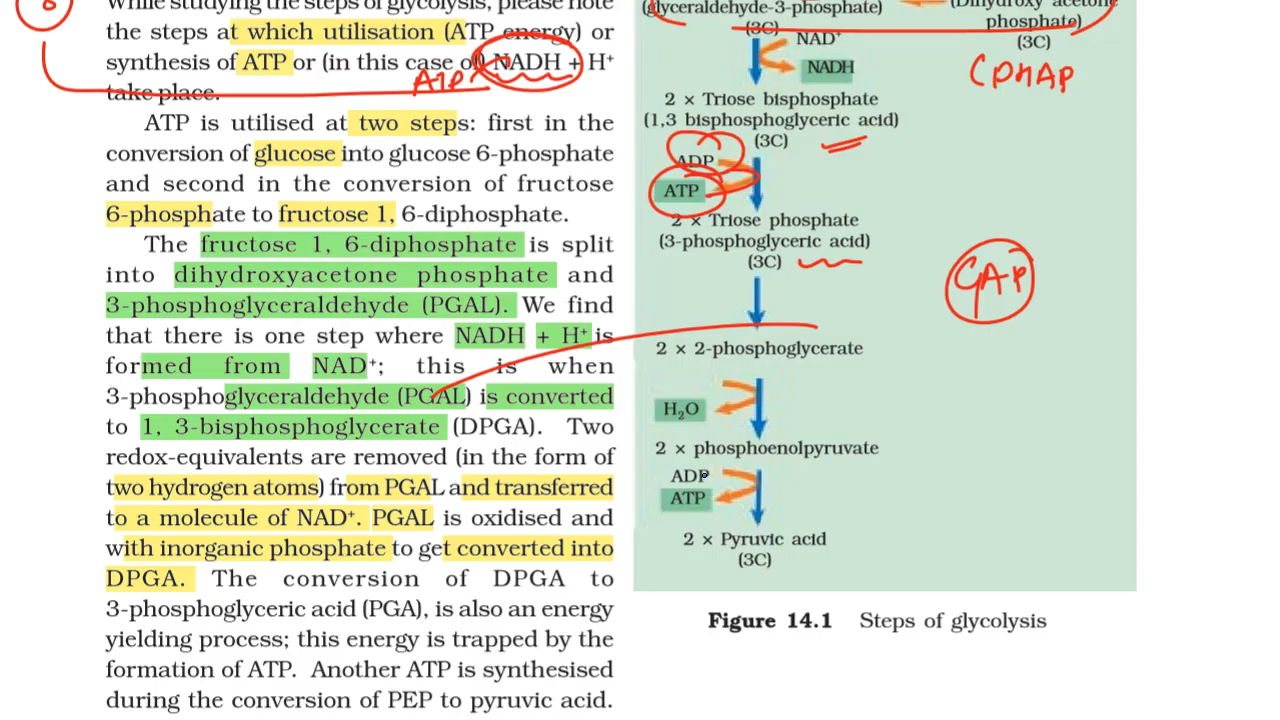 While studying the steps of glycolysis, please note
the steps at which utilisation (ATP energy) or
synthesis of ATP or (in this case of) NADH + H⁺
take place.
ATP
ATP is utilised at two steps: first in the
conversion of glucose into glucose 6-phosphate
and second in the conversion of fructose
6-phosphate to fructose 1, 6-diphosphate.
The fructose 1, 6-diphosphate is split
into dihydroxyacetone phosphate and
3-phosphoglyceraldehyde (PGAL). We find
that there is one step where NADH + H⁺ is
formed from NAD⁺; this is when
3-phosphoglyceraldehyde (PGAL) is converted
to 1, 3-bisphosphoglycerate (DPGA). Two
redox-equivalents are removed (in the form of
two hydrogen atoms) from PGAL and transferred
to a molecule of NAD⁺. PGAL is oxidised and
with inorganic phosphate to get converted into
DPGA. The conversion of DPGA to
3-phosphoglyceric acid (PGA), is also an energy
yielding process; this energy is trapped by the
formation of ATP. Another ATP is synthesised
during the conversion of PEP to pyruvic acid.
(glyceraldehyde-3-phosphate)
(3C)
(Dihydroxy acetone
phosphate)
(3C)
NAD⁺
NADH
(DHAP
2 × Triose bisphosphate
(1,3 bisphosphoglyceric acid)
(3C)
ADP
ATP
2 × Triose phosphate
(3-phosphoglyceric acid)
(3C)
GAP
2 × 2-phosphoglycerate
H₂O
2 × phosphoenolpyruvate
ADP
ATP
2 × Pyruvic acid
(3C)
Figure 14.1 Steps of glycolysis